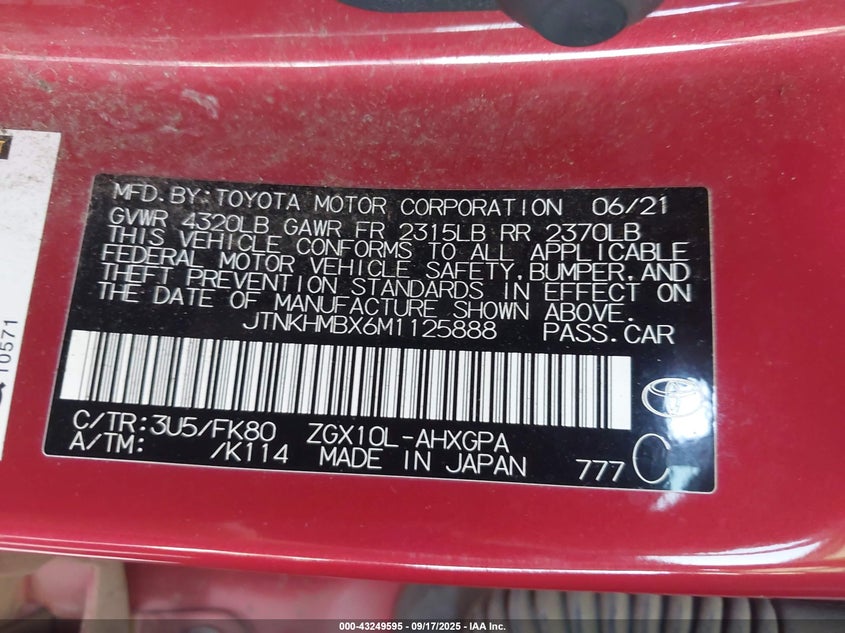 MFD.BY:TOYOTA MOTOR CORPORATION 06/21
GVWR 4320LB GAWR FR 2315LB RR 2370LB
THIS VEHICLE CONFORMS TO ALL APPLICABLE
FEDERAL MOTOR VEHICLE SAFETY,BUMPER,AND
THEFT PREVENTION STANDARDS IN EFFECT ON
THE DATE OF MANUFACTURE SHOWN ABOVE.
JTNKHMBX6M1125888 PASS.CAR
C/TR:3U5/FK80 ZGX10L-AHXGPA
A/TM: /K114 MADE IN JAPAN 777 C
10571
000-43249595 - 09/17/2025 - IAA Inc.